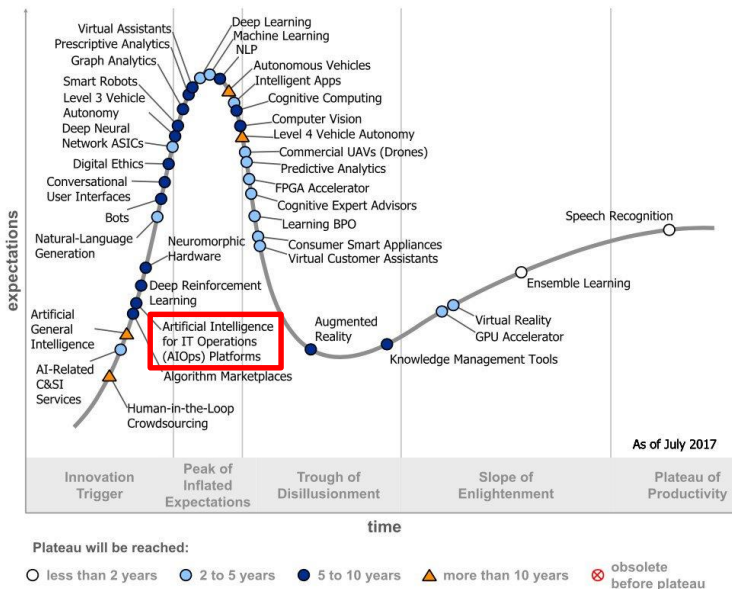 Deep Learning
Virtual Assistants
Machine Learning
Prescriptive Analytics
NLP
Graph Analytics
Autonomous Vehicles
Intelligent Apps
Smart Robots
Cognitive Computing
Level 3 Vehicle
Autonomy
Computer Vision
Deep Neural
Network ASICs
Level 4 Vehicle Autonomy
Commercial UAVs (Drones)
Digital Ethics
Predictive Analytics
Conversational
User Interfaces
FPGA Accelerator
Cognitive Expert Advisors
Bots
Learning BPO
Speech Recognition
Natural-Language
Generation
Consumer Smart Appliances
Virtual Customer Assistants
Neuromorphic
Hardware
Ensemble Learning
Deep Reinforcement
Learning
Artificial
General
Intelligence
Artificial Intelligence
for IT Operations
(AIOps) Platforms
Augmented
Reality
Virtual Reality
GPU Accelerator
Knowledge Management Tools
AI-Related
C&SI
Services
Algorithm Marketplaces
Human-in-the-Loop
Crowdsourcing
expectations
As of July 2017
Innovation
Trigger
Peak of
Inflated
Expectations
Trough of
Disillusionment
Slope of
Enlightenment
Plateau of
Productivity
time
Plateau will be reached:
less than 2 years
2 to 5 years
5 to 10 years
more than 10 years
obsolete
before plateau